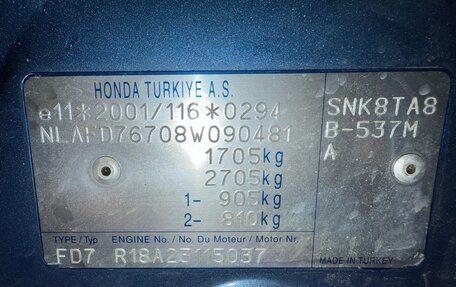 HONDA TURKIYE A.S.
e11*2001/116*0294
NLAFD76708W090481
1705kg
2705kg
1- 905kg
2- 810kg
SNK8TA8
B-537M
A
TYPE/Typ ENGINE No./No. Du Moteur/Motor Nr.
FD7 R18A23115037
MADE IN TURKEY